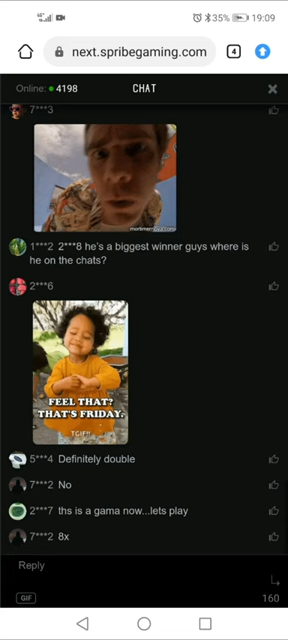 35% 19:09
next.spribegaming.com
4
Online: 4198 CHAT
7***3
1***2 2***8 he's a biggest winner guys where is
he on the chats?
2***6
FEEL THAT?
THAT'S FRIDAY.
TGIF!!
5***4 Definitely double
7***2 No
2***7 ths is a gama now...lets play
7***2 8x
Reply
GIF 160